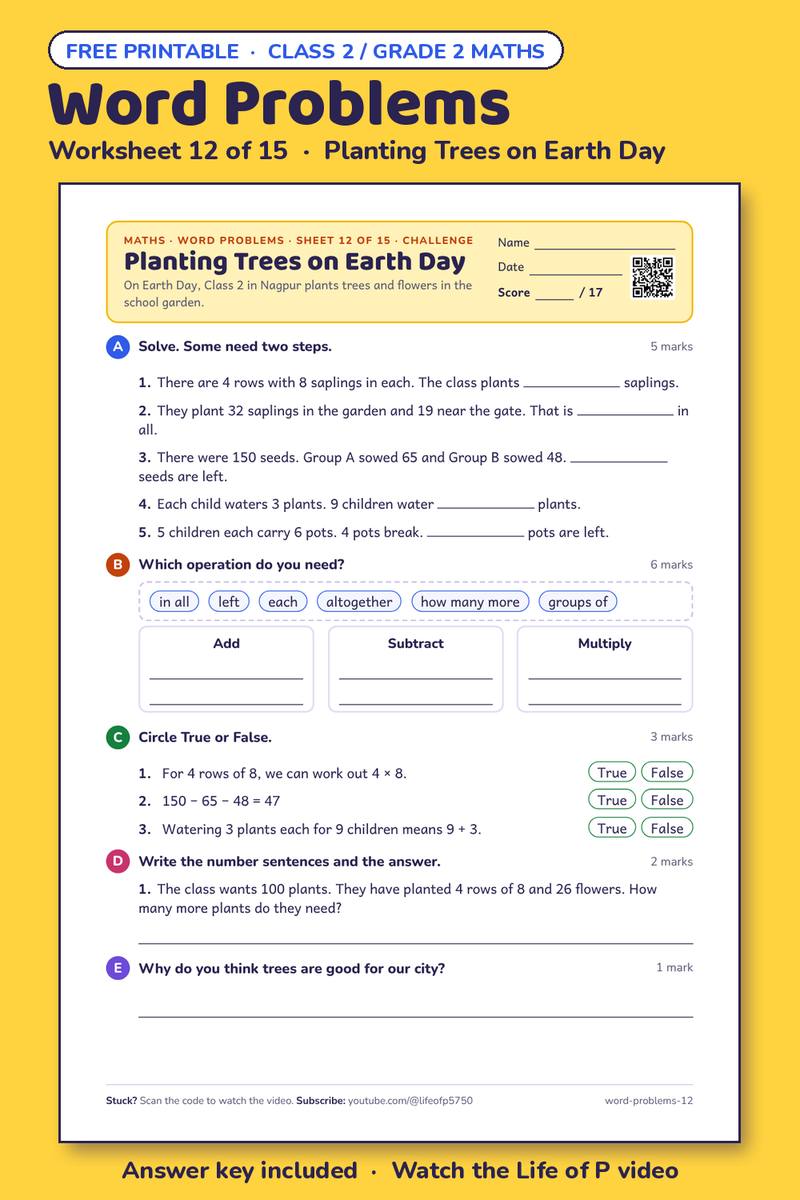 FREE PRINTABLE · CLASS 2 / GRADE 2 MATHS
Word Problems
Worksheet 12 of 15 · Planting Trees on Earth Day
MATHS · WORD PROBLEMS · SHEET 12 OF 15 · CHALLENGE
Planting Trees on Earth Day
On Earth Day, Class 2 in Nagpur plants trees and flowers in the
school garden.
Name ______
Date ______
Score ______ / 17
A Solve. Some need two steps. 5 marks
1. There are 4 rows with 8 saplings in each. The class plants ______ saplings.
2. They plant 32 saplings in the garden and 19 near the gate. That is ______ in
all.
3. There were 150 seeds. Group A sowed 65 and Group B sowed 48. ______
seeds are left.
4. Each child waters 3 plants. 9 children water ______ plants.
5. 5 children each carry 6 pots. 4 pots break. ______ pots are left.
B Which operation do you need? 6 marks
in all left each altogether how many more groups of
Add Subtract Multiply
C Circle True or False. 3 marks
1. For 4 rows of 8, we can work out 4 × 8. True False
2. 150 − 65 − 48 = 47 True False
3. Watering 3 plants each for 9 children means 9 + 3. True False
D Write the number sentences and the answer. 2 marks
1. The class wants 100 plants. They have planted 4 rows of 8 and 26 flowers. How
many more plants do they need?
E Why do you think trees are good for our city? 1 mark
Stuck? Scan the code to watch the video. Subscribe: youtube.com/@lifeofp5750 word-problems-12
Answer key included · Watch the Life of P video